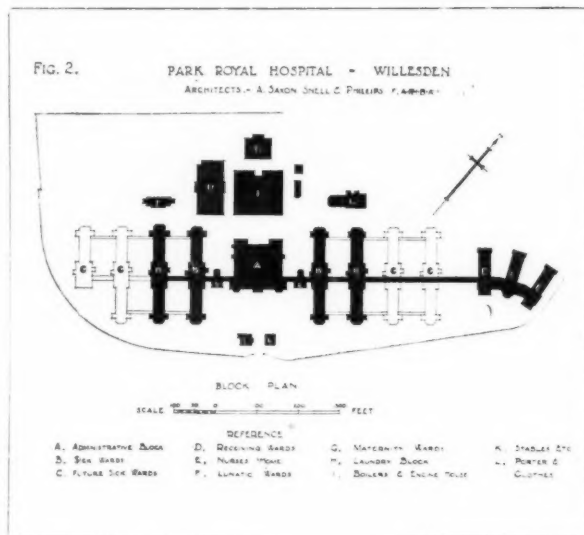 FIG. 2.
PARK ROYAL HOSPITAL - WILLESDEN
ARCHITECTS - A. SAXON SNELL & PHILLIPS
A
BLOCK PLAN
SCALE FEET
REFERENCE
A, ADMINISTRATIVE BLOCK
B, SICK WARDS
C, FUTURE SICK WARDS
D, RECEIVING WARDS
E, NURSES HOME
F, LUNATIC WARDS
G, MATERNITY WARDS
H, LAUNDRY BLOCK
BOILERS & ENGINE HOUSE
K, STABLES ETC
L, PORTER &
CLOTHES